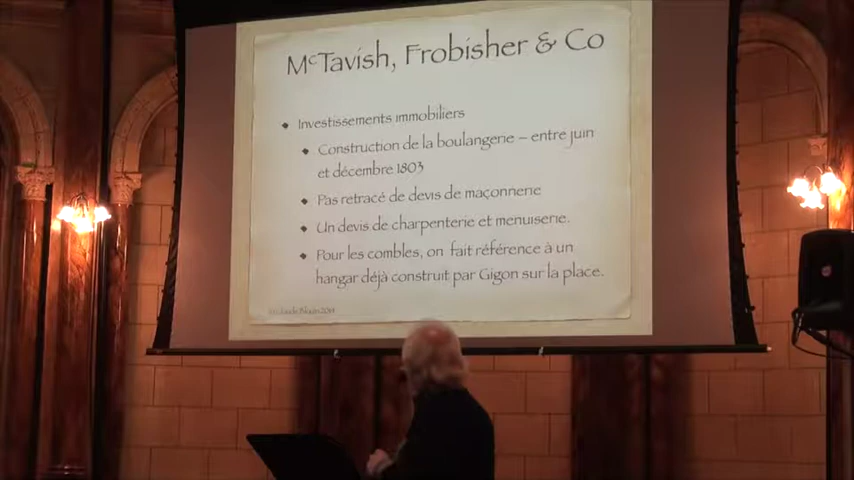 McTavish, Frobisher & Co
Investissements immobiliers
Construction de la boulangerie – entre juin
et décembre 1803
Pas retracé de devis de maçonnerie
Un devis de charpenterie et menuiserie.
Pour les combles, on fait référence à un
hangar déjà construit par Gigon sur la place.